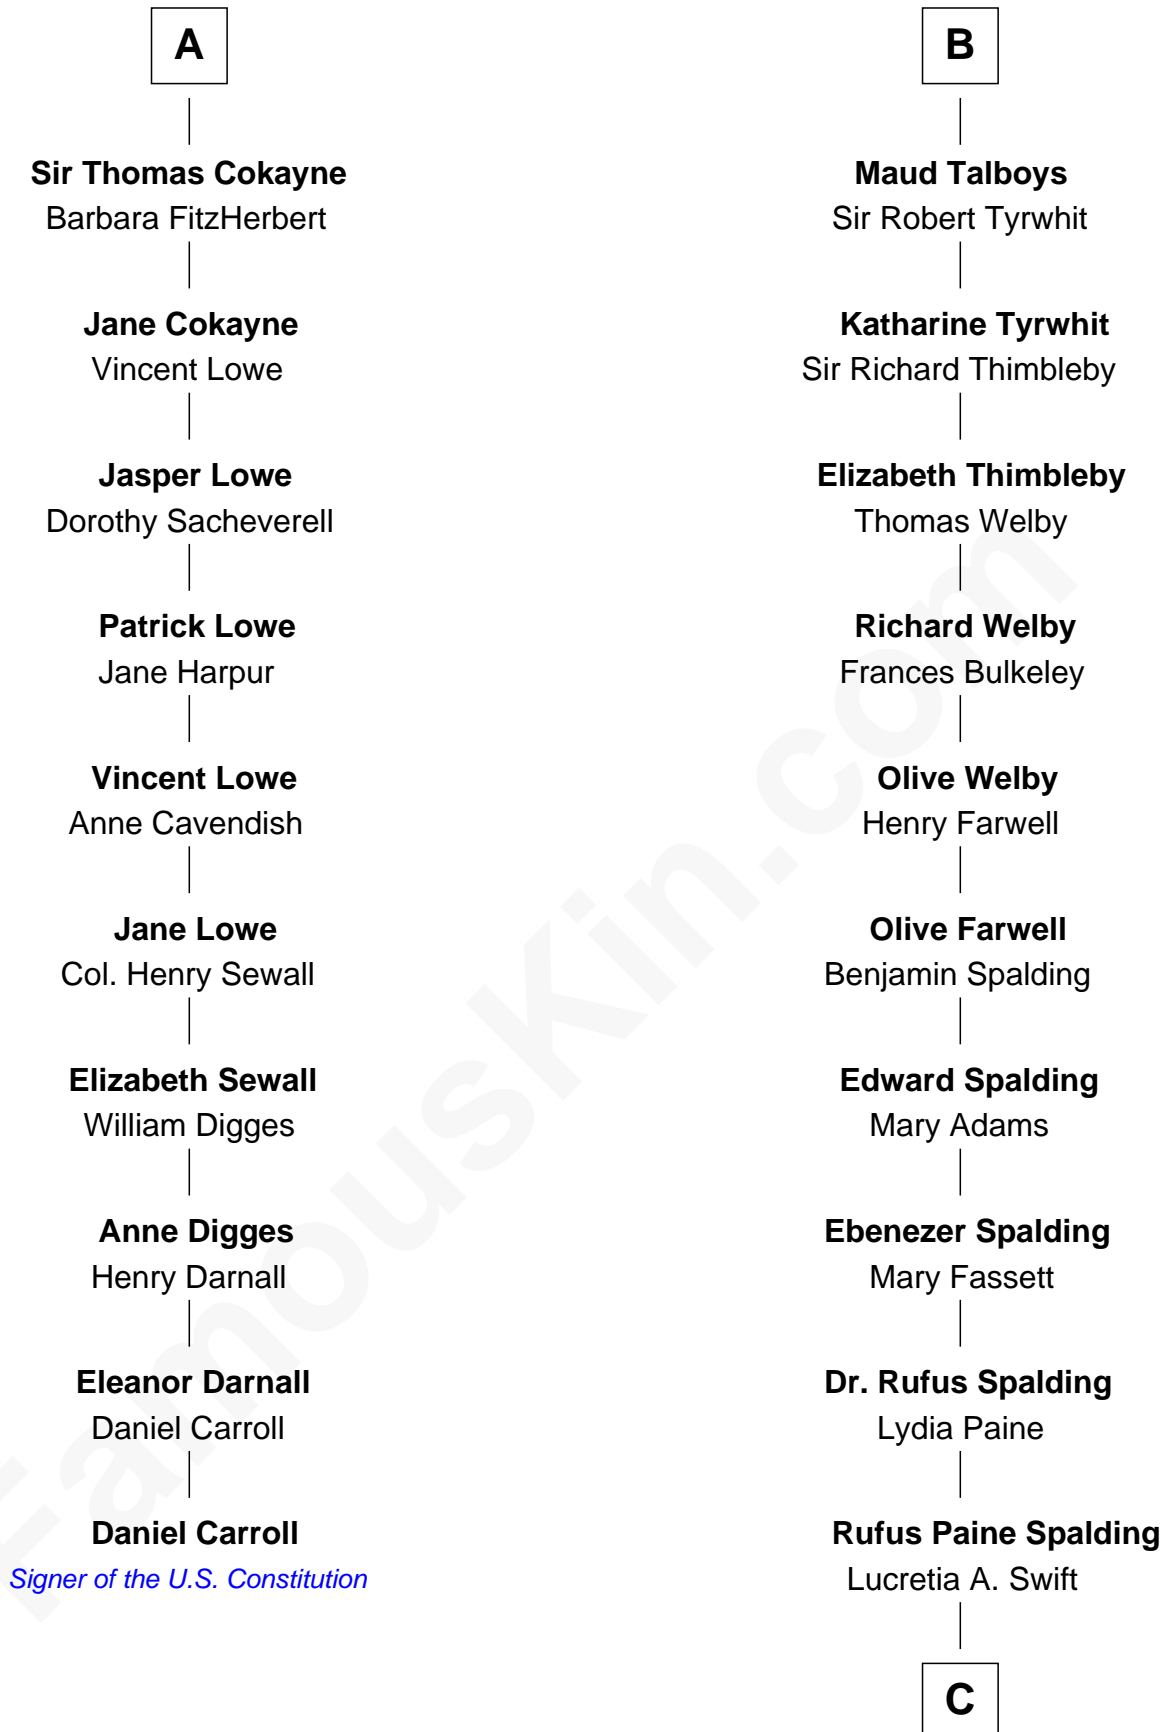 A
Sir Thomas Cokayne
Barbara FitzHerbert
Jane Cokayne
Vincent Lowe
Jasper Lowe
Dorothy Sacheverell
Patrick Lowe
Jane Harpur
Vincent Lowe
Anne Cavendish
Jane Lowe
Col. Henry Sewall
Elizabeth Sewall
William Digges
Anne Digges
Henry Darnall
Eleanor Darnall
Daniel Carroll
Daniel Carroll
Signer of the U.S. Constitution
B
Maud Talboys
Sir Robert Tyrwhit
Katharine Tyrwhit
Sir Richard Thimbleby
Elizabeth Thimbleby
Thomas Welby
Richard Welby
Frances Bulkeley
Olive Welby
Henry Farwell
Olive Farwell
Benjamin Spalding
Edward Spalding
Mary Adams
Ebenezer Spalding
Mary Fassett
Dr. Rufus Spalding
Lydia Paine
Rufus Paine Spalding
Lucretia A. Swift
C
FamousKin.com